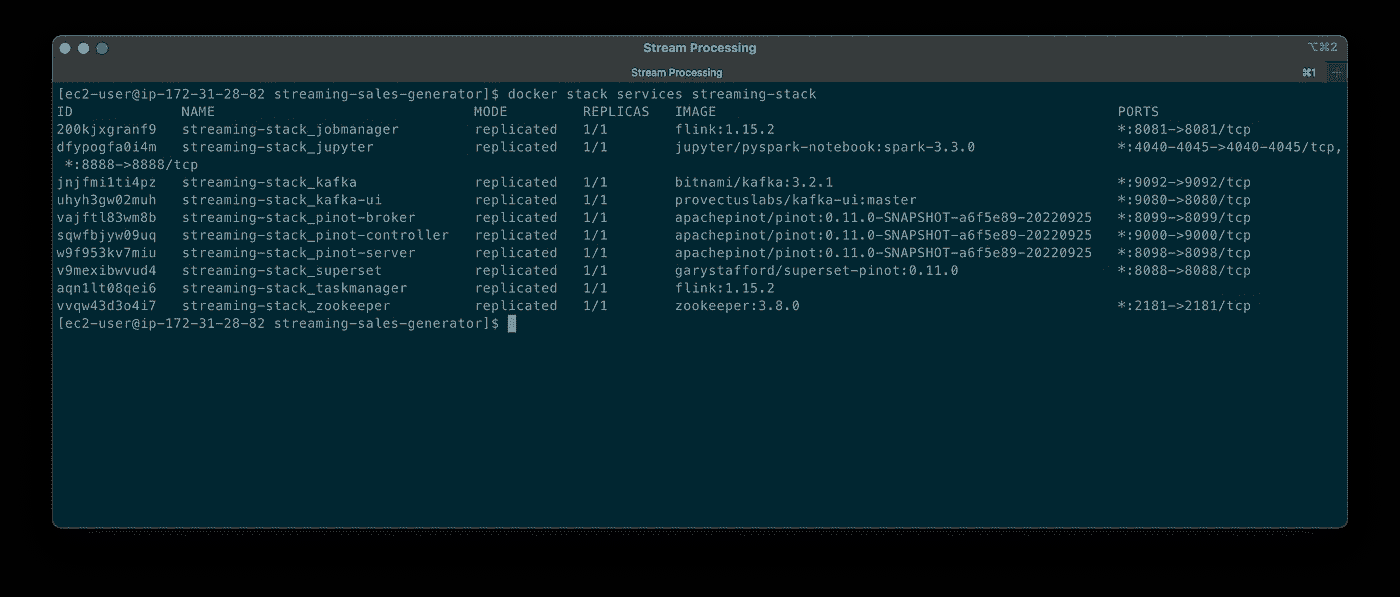 Stream Processing
⌥⌘2
Stream Processing
⌘1
[ec2-user@ip-172-31-28-82 streaming-sales-generator]$ docker stack services streaming-stack
ID NAME MODE REPLICAS IMAGE PORTS
200kjxgranf9 streaming-stack_jobmanager replicated 1/1 flink:1.15.2 *:8081->8081/tcp
dfypogfa0i4m streaming-stack_jupyter replicated 1/1 jupyter/pyspark-notebook:spark-3.3.0 *:4040-4045->4040-4045/tcp,
*:8888->8888/tcp
jnjfmi1ti4pz streaming-stack_kafka replicated 1/1 bitnami/kafka:3.2.1 *:9092->9092/tcp
uhyh3gw02muh streaming-stack_kafka-ui replicated 1/1 provectuslabs/kafka-ui:master *:9080->8080/tcp
vajftl83wm8b streaming-stack_pinot-broker replicated 1/1 apachepinot/pinot:0.11.0-SNAPSHOT-a6f5e89-20220925 *:8099->8099/tcp
sqwfbjyw09uq streaming-stack_pinot-controller replicated 1/1 apachepinot/pinot:0.11.0-SNAPSHOT-a6f5e89-20220925 *:9000->9000/tcp
w9f953kv7miu streaming-stack_pinot-server replicated 1/1 apachepinot/pinot:0.11.0-SNAPSHOT-a6f5e89-20220925 *:8098->8098/tcp
v9mexibwvud4 streaming-stack_superset replicated 1/1 garystafford/superset-pinot:0.11.0 *:8088->8088/tcp
aqn1lt08qei6 streaming-stack_taskmanager replicated 1/1 flink:1.15.2
vvqw43d3o4i7 streaming-stack_zookeeper replicated 1/1 zookeeper:3.8.0 *:2181->2181/tcp
[ec2-user@ip-172-31-28-82 streaming-sales-generator]$